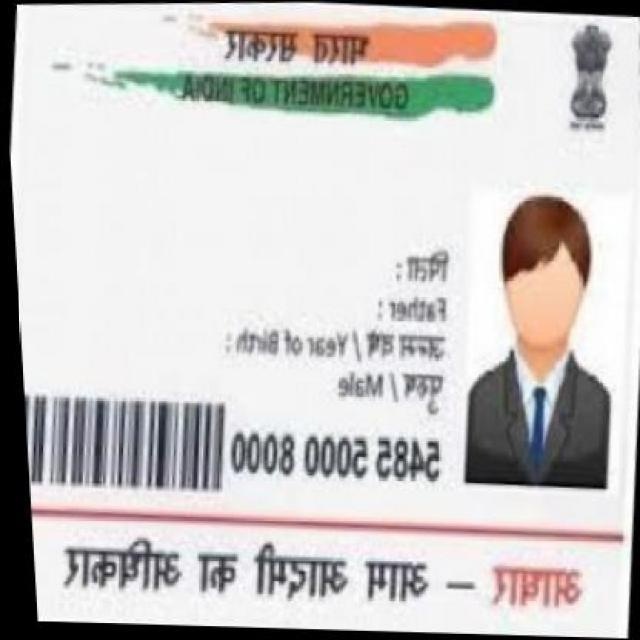 भारत सरकार
GOVERNMENT OF INDIA
पिता :
Father :
जन्म वर्ष / Year of Birth :
पुरुष / Male
5485 5000 8000
आधार – आम आदमी का अधिकार